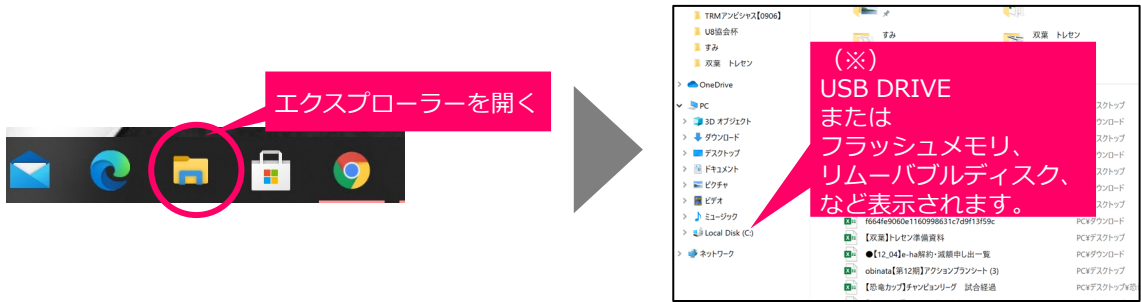 エクスプローラーを開く
TRMアンビシャス【0906】
U8協会杯
すみ
双葉 トレセン
OneDrive
PC
3D オブジェクト
ダウンロード
デスクトップ
ドキュメント
ピクチャ
ビデオ
ミュージック
Local Disk (C:)
ネットワーク
すみ
双葉 トレセン
（※）
USB DRIVE
または
フラッシュメモリ、
リムーバブルディスク、
など表示されます。
スクトップ
ウンロード
スクトップ
ウンロード
スクトップ
ウンロード
スクトップ
f664fe9060e1160998631c7d9f13f59c PC¥ダウンロード
【双葉】トレセン準備資料 PC¥デスクトップ
●【12_04】e-ha解約・減額申し出一覧 PC¥ダウンロード
obinata【第12期】アクションプランシート (3) PC¥デスクトップ
【恐竜カップ】チャンピョンリーグ 試合経過 PC¥デスクトップ¥恐